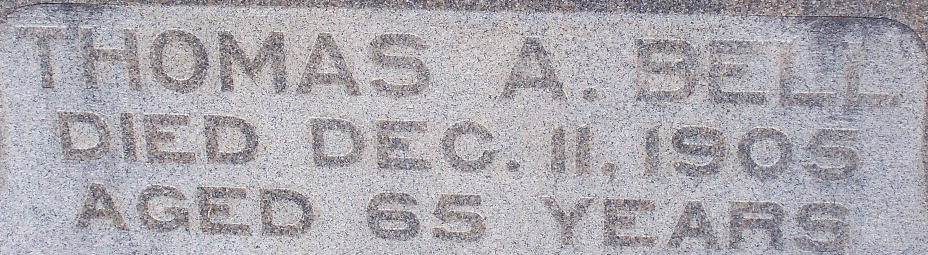 THOMAS A. BELL
DIED DEC. 11, 1905
AGED 65 YEARS